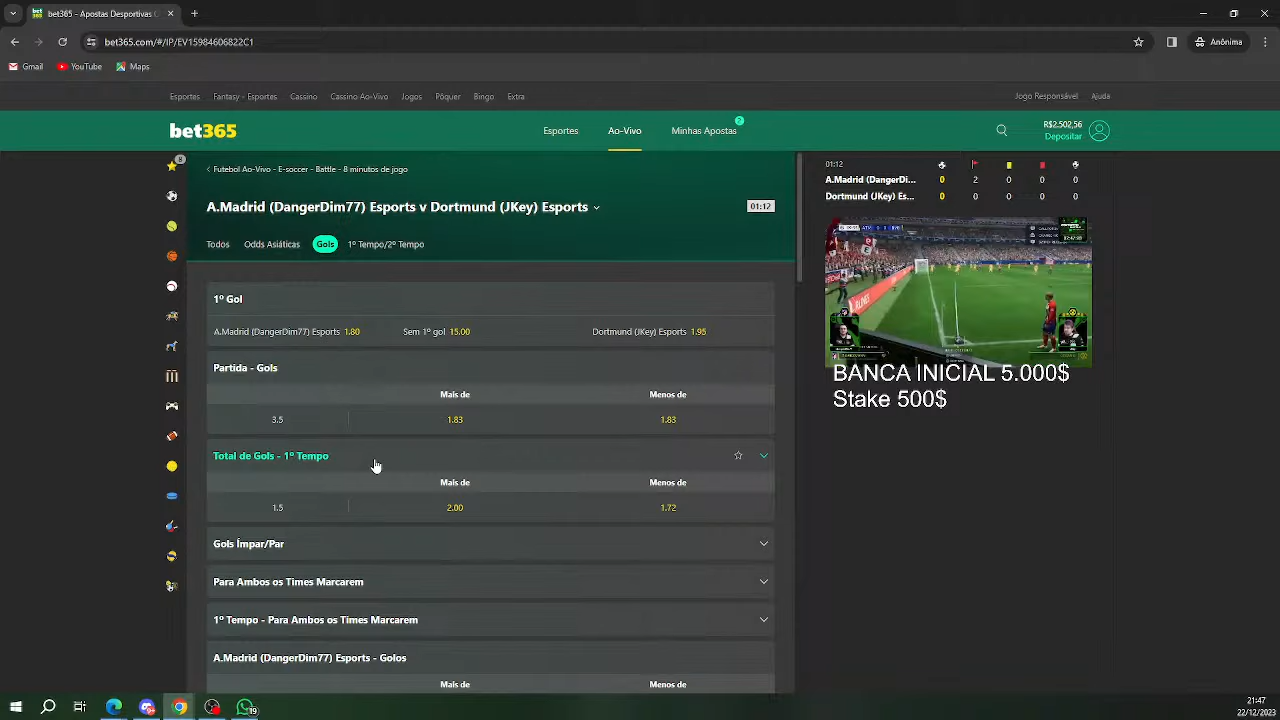 bet365 - Apostas Desportivas C
bet365.com/#/IP/EV15984606822C1
Anônima
Gmail
YouTube
Maps
Esportes
Fantasy - Esportes
Cassino
Cassino Ao-Vivo
Jogos
Pôquer
Bingo
Extra
Jogo Responsável
Ajuda
bet365
Esportes
Ao-Vivo
Minhas Apostas
2
R$2.502,56
Depositar
8
Futebol Ao-Vivo - E-soccer - Battle - 8 minutos de jogo
A.Madrid (DangerDim77) Esports v Dortmund (JKey) Esports
01:12
Todos
Odds Asiáticas
Gols
1º Tempo/2º Tempo
1º Gol
A.Madrid (DangerDim77) Esports 1.80
Sem 1º gol 15.00
Dortmund (JKey) Esports 1.95
Partida - Gols
Mais de
Menos de
3.5
1.83
1.83
Total de Gols - 1º Tempo
Mais de
Menos de
1.5
2.00
1.72
Gols Ímpar/Par
Para Ambos os Times Marcarem
1º Tempo - Para Ambos os Times Marcarem
A.Madrid (DangerDim77) Esports - Golos
Mais de
Menos de
01:12
A.Madrid (DangerDi... 0 2 0 0 0
Dortmund (JKey) Es... 0 0 0 0 0
BANCA INICIAL 5.000$
Stake 500$
19
21:47
22/12/2023